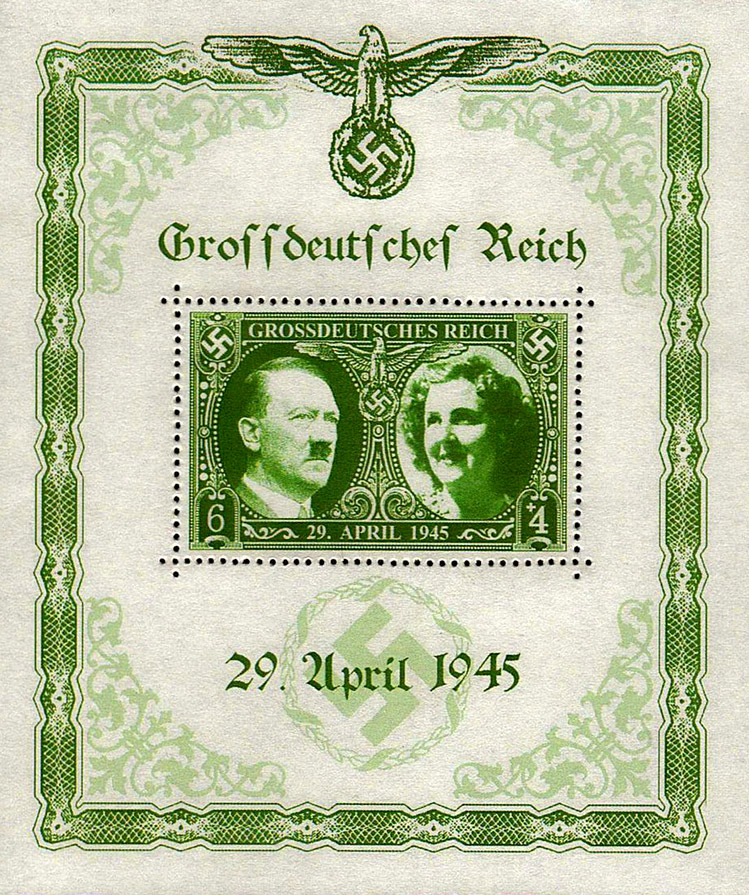 Groſſdeutſcheſ Reich
GROSSDEUTSCHES REICH
6
+4
29. APRIL 1945
29. April 1945